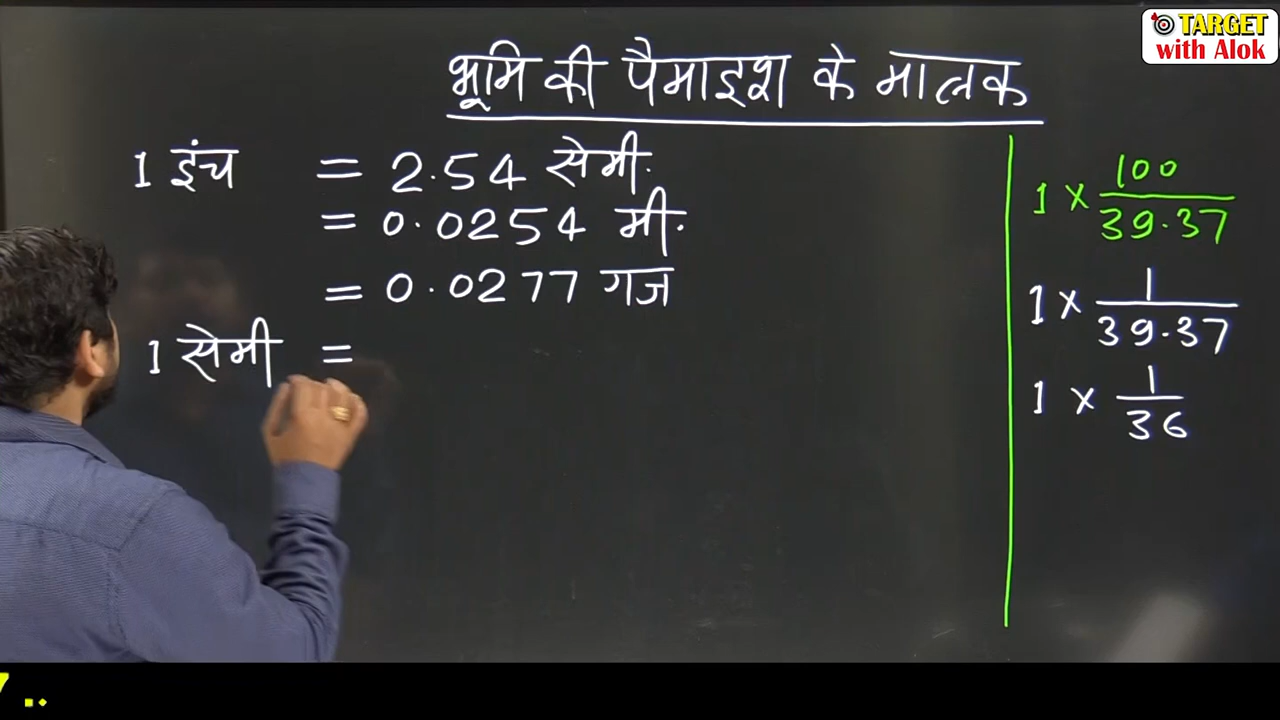 TARGET
with Alok
भूमि की पैमाइश के मात्रक
1 इंच = 2.54 सेमी.
= 0.0254 मी.
= 0.0277 गज
1 सेमी =
1 × 100/39.37
1 × 1/39.37
1 × 1/36